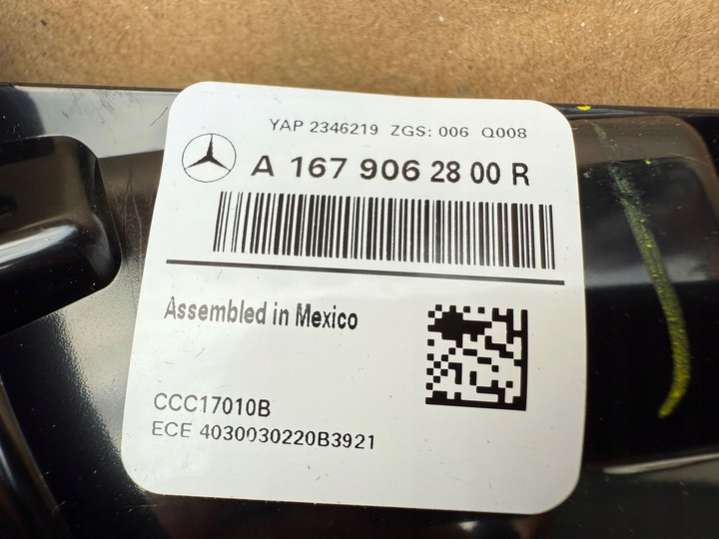 YAP 2346219 ZGS: 006 Q008
A 167 906 28 00 R
Assembled in Mexico
CCC17010B
ECE 4030030220B3921